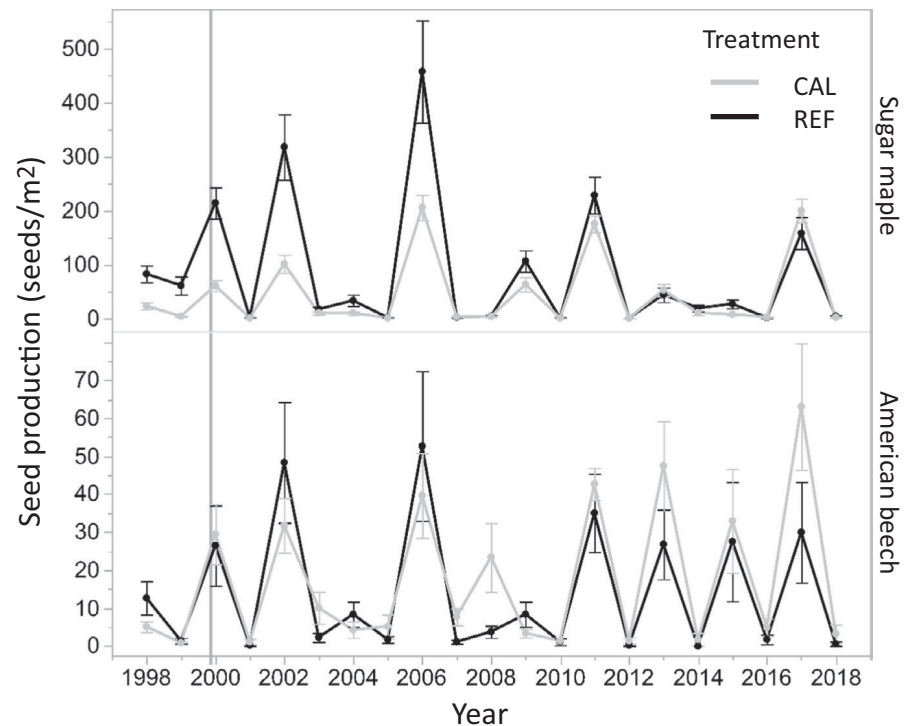 Treatment
CAL
REF
Sugar maple
American beech
Seed production (seeds/m²)
500
400
300
200
100
0
70
60
50
40
30
20
10
0
1998 2000 2002 2004 2006 2008 2010 2012 2014 2016 2018
Year